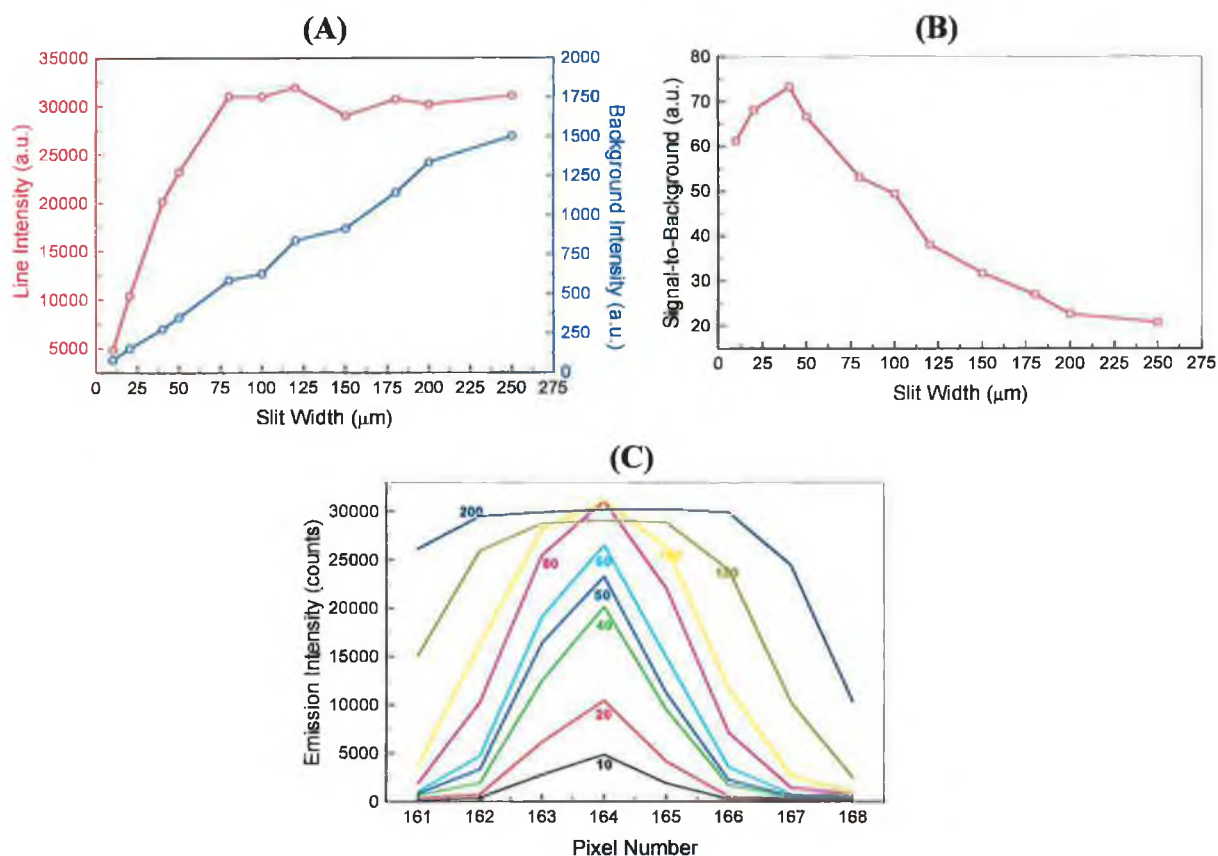 (A)
35000
30000
25000
20000
15000
10000
5000
Line Intensity (a.u.)
2000
1750
1500
1250
1000
750
500
250
0
Background Intensity (a.u.)
0 25 50 75 100 125 150 175 200 225 250 275
Slit Width (μm)
(B)
80
70
60
50
40
30
20
Signal-to-Background (a.u.)
0 25 50 75 100 125 150 175 200 225 250 275
Slit Width (μm)
(C)
30000
25000
20000
15000
10000
5000
0
Emission Intensity (counts)
200
50
40
20
10
161 162 163 164 165 166 167 168
Pixel Number